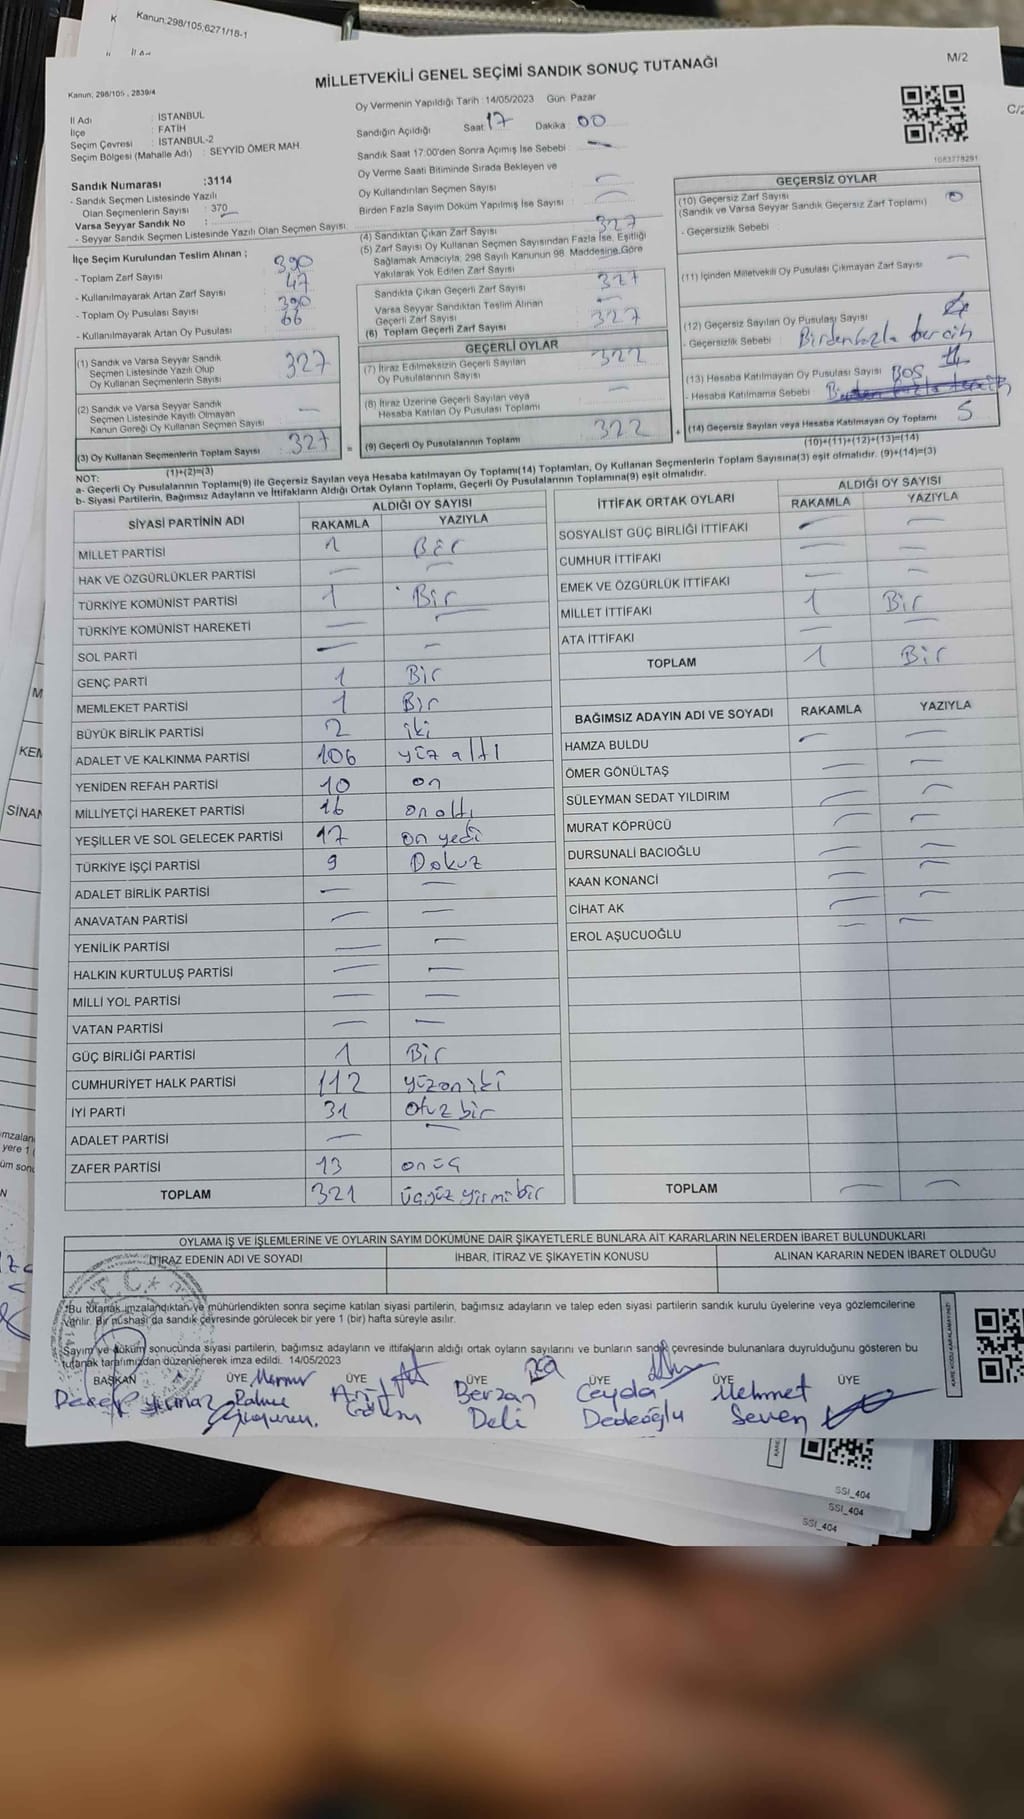 Kanun;298/105;6271/18-1
Kanun; 298/105 , 2839/4
MİLLETVEKİLİ GENEL SEÇİMİ SANDIK SONUÇ TUTANAĞI
M/2
İl Adı : İSTANBUL
İlçe : FATİH
Seçim Çevresi : İSTANBUL-2
Seçim Bölgesi (Mahalle Adı) : SEYYİD ÖMER MAH.
Sandık Numarası :3114
- Sandık Seçmen Listesinde Yazılı
Olan Seçmenlerin Sayısı : 370
Varsa Seyyar Sandık No :
- Seyyar Sandık Seçmen Listesinde Yazılı Olan Seçmen Sayısı
İlçe Seçim Kurulundan Teslim Alınan ;
- Toplam Zarf Sayısı : 390
- Kullanılmayarak Artan Zarf Sayısı : 47
- Toplam Oy Pusulası Sayısı : 390
- Kullanılmayarak Artan Oy Pusulası : 66
(1) Sandık ve Varsa Seyyar Sandık
Seçmen Listesinde Yazılı Olup
Oy Kullanan Seçmenlerin Sayısı : 327
(2) Sandık ve Varsa Seyyar Sandık
Seçmen Listesinde Kayıtlı Olmayan
Kanun Gereği Oy Kullanan Seçmen Sayısı : —
(3) Oy Kullanan Seçmenlerin Toplam Sayısı : 327
(1)+(2)=(3)
Oy Vermenin Yapıldığı Tarih : 14/05/2023 Gün: Pazar
Sandığın Açıldığı Saat: 17 Dakika : 00
Sandık Saat 17:00'den Sonra Açımış İse Sebebi : —
Oy Verme Saati Bitiminde Sırada Bekleyen ve
Oy Kullandırılan Seçmen Sayısı : —
Birden Fazla Sayım Döküm Yapılmış İse Sayısı : —
(4) Sandıktan Çıkan Zarf Sayısı : 327
(5) Zarf Sayısı Oy Kullanan Seçmen Sayısından Fazla İse, Eşitliği
Sağlamak Amacıyla: 298 Sayılı Kanunun 98. Maddesine Göre
Yakılarak Yok Edilen Zarf Sayısı
Sandıkta Çıkan Geçerli Zarf Sayısı : 327
Varsa Seyyar Sandıktan Teslim Alınan
Geçerli Zarf Sayısı : —
(6) Toplam Geçerli Zarf Sayısı : 327
GEÇERLİ OYLAR
(7) İtiraz Edilmeksizin Geçerli Sayılan
Oy Pusulalarının Sayısı : 322
(8) İtiraz Üzerine Geçerli Sayılan veya
Hesaba Katılan Oy Pusulası Toplamı : —
= (9) Geçerli Oy Pusulalarının Toplamı : 322 +
1083778291
GEÇERSİZ OYLAR
(10) Geçersiz Zarf Sayısı : 0
(Sandık ve Varsa Seyyar Sandık Geçersiz Zarf Toplamı)
- Geçersizlik Sebebi :
(11) İçinden Milletvekili Oy Pusulası Çıkmayan Zarf Sayısı : —
(12) Geçersiz Sayılan Oy Pusulası Sayısı :
- Geçersizlik Sebebi : Birden fazla tercih
(13) Hesaba Katılmayan Oy Pusulası Sayısı : BOŞ
- Hesaba Katılmama Sebebi : Birden fazla tercih
(14) Geçersiz Sayılan veya Hesaba Katılmayan Oy Toplamı : 5
(10)+(11)+(12)+(13)=(14)
NOT:
a- Geçerli Oy Pusulalarının Toplamı(9) ile Geçersiz Sayılan veya Hesaba katılmayan Oy Toplamı(14) Toplamları, Oy Kullanan Seçmenlerin Toplam Sayısına(3) eşit olmalıdır. (9)+(14)=(3)
b- Siyasi Partilerin, Bağımsız Adayların ve İttifakların Aldığı Ortak Oyların Toplamı, Geçerli Oy Pusulalarının Toplamına(9) eşit olmalıdır.
SİYASİ PARTİNİN ADI ALDIĞI OY SAYISI
RAKAMLA YAZIYLA
MİLLET PARTİSİ 1 Bir
HAK VE ÖZGÜRLÜKLER PARTİSİ — —
TÜRKİYE KOMÜNİST PARTİSİ 1 Bir
TÜRKİYE KOMÜNİST HAREKETİ — —
SOL PARTİ — —
GENÇ PARTİ 1 Bir
MEMLEKET PARTİSİ 1 Bir
BÜYÜK BİRLİK PARTİSİ 2 iki
ADALET VE KALKINMA PARTİSİ 106 yüz altı
YENİDEN REFAH PARTİSİ 10 on
MİLLİYETÇİ HAREKET PARTİSİ 16 on altı
YEŞİLLER VE SOL GELECEK PARTİSİ 17 on yedi
TÜRKİYE İŞÇİ PARTİSİ 9 Dokuz
ADALET BİRLİK PARTİSİ — —
ANAVATAN PARTİSİ — —
YENİLİK PARTİSİ — —
HALKIN KURTULUŞ PARTİSİ — —
MİLLİ YOL PARTİSİ — —
VATAN PARTİSİ — —
GÜÇ BİRLİĞİ PARTİSİ 1 Bir
CUMHURİYET HALK PARTİSİ 112 yüzoniki
İYİ PARTİ 31 otuz bir
ADALET PARTİSİ — —
ZAFER PARTİSİ 13 onüç
TOPLAM 321 üçyüz yirmi bir
İTTİFAK ORTAK OYLARI ALDIĞI OY SAYISI
RAKAMLA YAZIYLA
SOSYALİST GÜÇ BİRLİĞİ İTTİFAKI — —
CUMHUR İTTİFAKI — —
EMEK VE ÖZGÜRLÜK İTTİFAKI — —
MİLLET İTTİFAKI 1 Bir
ATA İTTİFAKI — —
TOPLAM 1 Bir
BAĞIMSIZ ADAYIN ADI VE SOYADI RAKAMLA YAZIYLA
HAMZA BULDU — —
ÖMER GÖNÜLTAŞ — —
SÜLEYMAN SEDAT YILDIRIM — —
MURAT KÖPRÜCÜ — —
DURSUNALİ BACIOĞLU — —
KAAN KONANCİ — —
CİHAT AK — —
EROL AŞUCUOĞLU — —
TOPLAM — —
OYLAMA İŞ VE İŞLEMLERİNE VE OYLARIN SAYIM DÖKÜMÜNE DAİR ŞİKAYETLERLE BUNLARA AİT KARARLARIN NELERDEN İBARET BULUNDUKLARI
İTİRAZ EDENİN ADI VE SOYADI İHBAR, İTİRAZ VE ŞİKAYETİN KONUSU ALINAN KARARIN NEDEN İBARET OLDUĞU
*Bu tutanak imzalandıktan ve mühürlendikten sonra seçime katılan siyasi partilerin, bağımsız adayların ve talep eden siyasi partilerin sandık kurulu üyelerine veya gözlemcilerine
verilir. Bir nüshası da sandık çevresinde görülecek bir yere 1 (bir) hafta süreyle asılır.
Sayım ve döküm sonucunda siyasi partilerin, bağımsız adayların ve ittifakların aldığı ortak oyların sayılarını ve bunların sandık çevresinde bulunanlara duyrulduğunu gösteren bu
tutanak tarafımızdan düzenlenerek imza edildi. 14/05/2023
BAŞKAN ÜYE ÜYE ÜYE ÜYE ÜYE ÜYE
Berzan Ceyda Mehmet
Deli Dedeoğlu Seven
SSİ_404
SSİ_404
SSİ_404